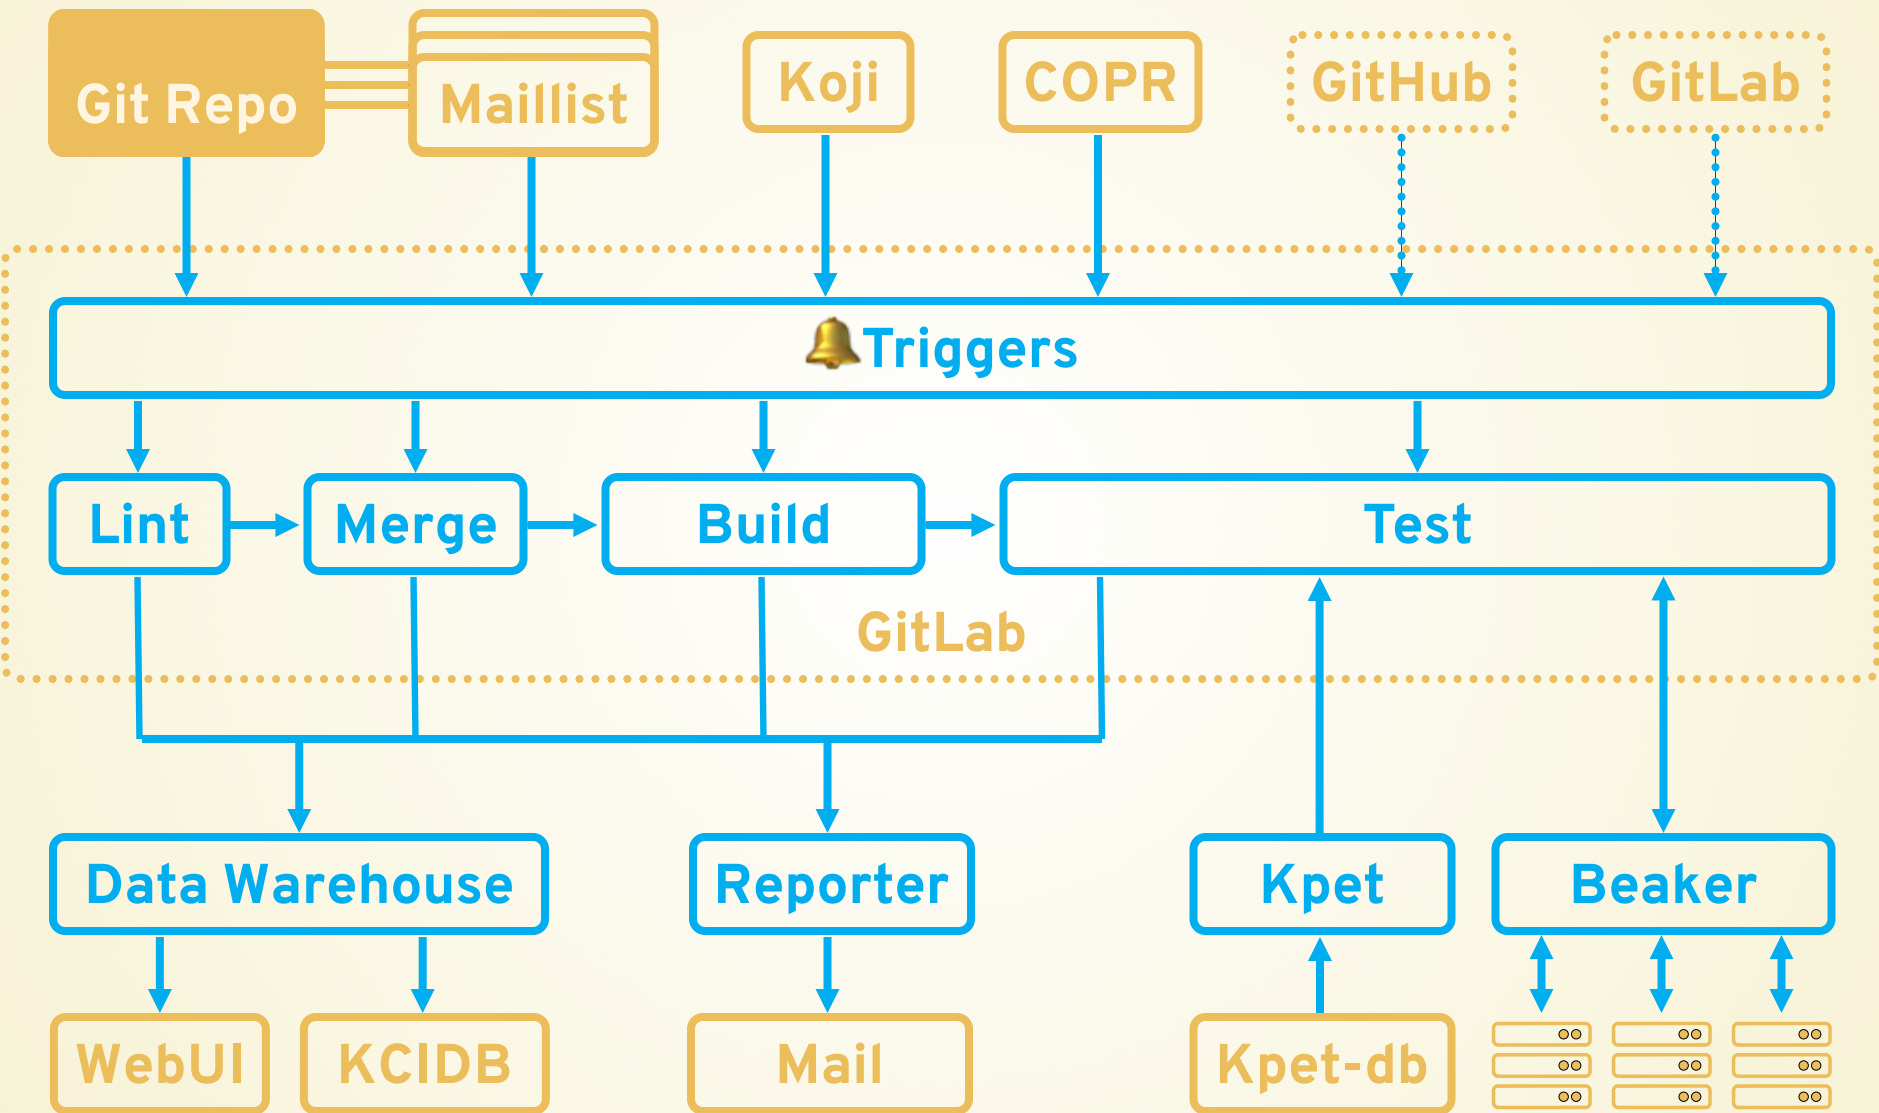 Git Repo
Maillist
Koji
COPR
GitHub
GitLab
Triggers
Lint
Merge
Build
Test
GitLab
Data Warehouse
Reporter
Kpet
Beaker
WebUI
KCIDB
Mail
Kpet-db